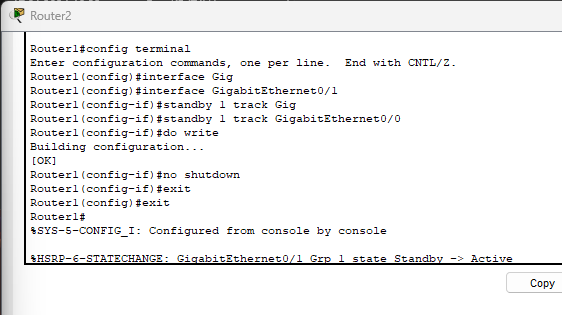 Router2
Router1#config terminal
Enter configuration commands, one per line.  End with CNTL/Z.
Router1(config)#interface Gig
Router1(config)#interface GigabitEthernet0/1
Router1(config-if)#standby 1 track Gig
Router1(config-if)#standby 1 track GigabitEthernet0/0
Router1(config-if)#do write
Building configuration...
[OK]
Router1(config-if)#no shutdown
Router1(config-if)#exit
Router1(config)#exit
Router1#
%SYS-5-CONFIG_I: Configured from console by console
%HSRP-6-STATECHANGE: GigabitEthernet0/1 Grp 1 state Standby -> Active
Copy